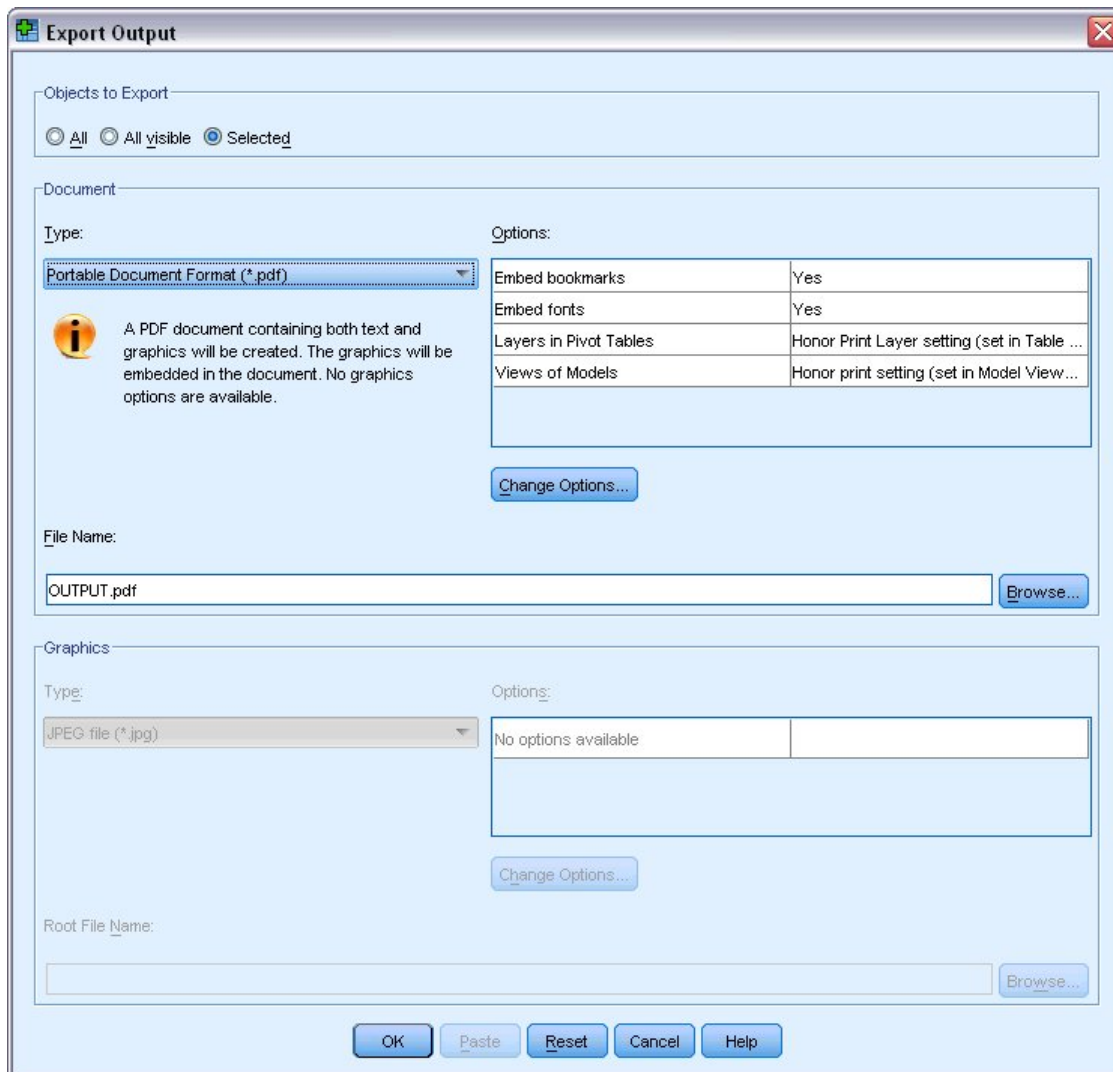 Export Output
Objects to Export
All All visible Selected
Document
Type:
Portable Document Format (*.pdf)
A PDF document containing both text and
graphics will be created. The graphics will be
embedded in the document. No graphics
options are available.
Options:
Embed bookmarks Yes
Embed fonts Yes
Layers in Pivot Tables Honor Print Layer setting (set in Table ...
Views of Models Honor print setting (set in Model View...
Change Options...
File Name:
OUTPUT.pdf Browse...
Graphics
Type:
JPEG file (*.jpg)
Options:
No options available
Change Options...
Root File Name:
Browse...
OK Paste Reset Cancel Help